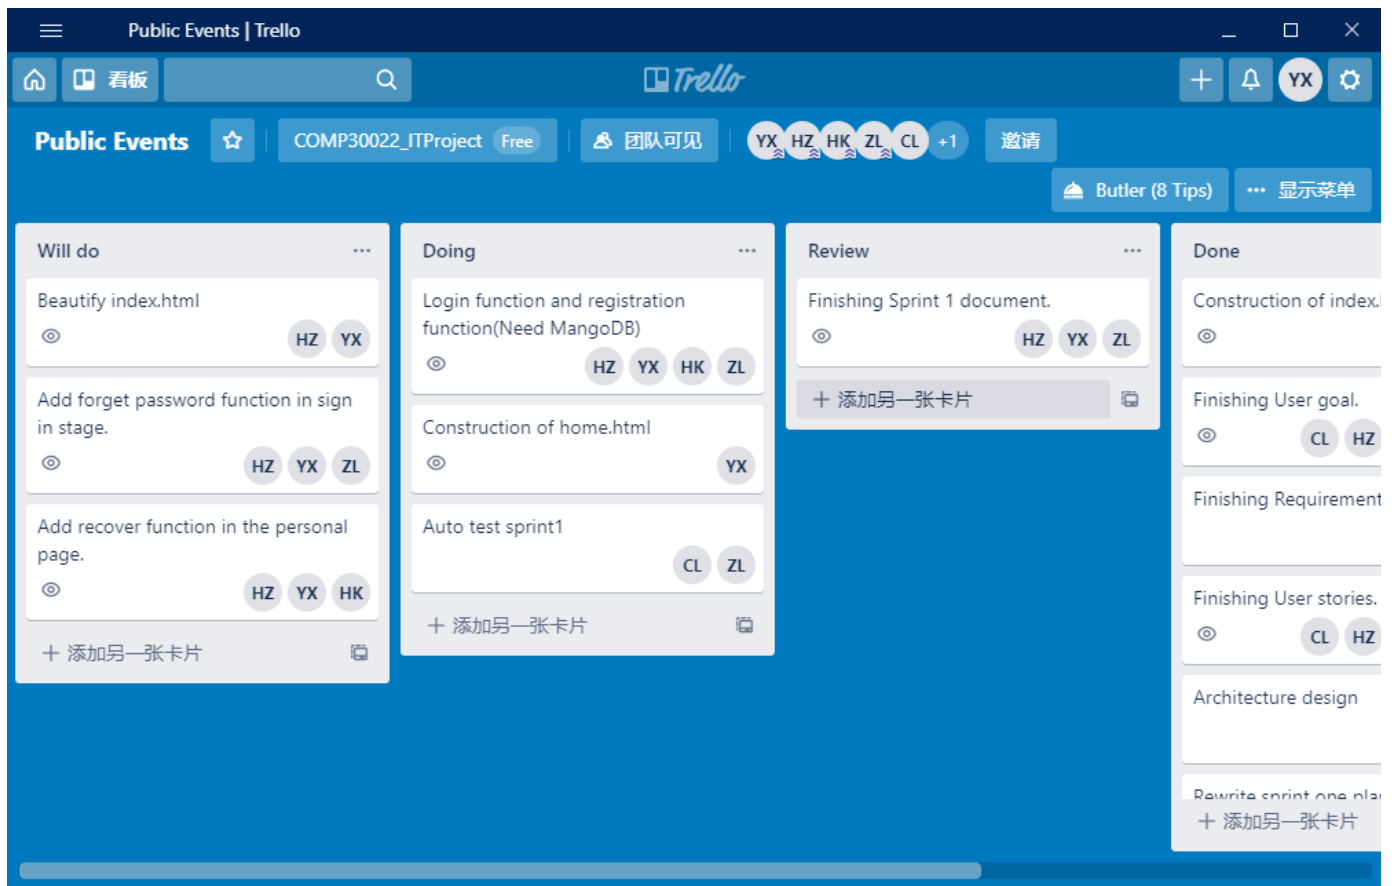 Public Events | Trello
看板
Trello
YX
Public Events
COMP30022_ITProject Free
团队可见
YX HZ HK ZL CL +1
邀请
Butler (8 Tips)
显示菜单
Will do
Beautify index.html
HZ YX
Add forget password function in sign
in stage.
HZ YX ZL
Add recover function in the personal
page.
HZ YX HK
添加另一张卡片
Doing
Login function and registration
function(Need MangoDB)
HZ YX HK ZL
Construction of home.html
YX
Auto test sprint1
CL ZL
添加另一张卡片
Review
Finishing Sprint 1 document.
HZ YX ZL
添加另一张卡片
Done
Construction of index.
Finishing User goal.
CL HZ
Finishing Requirement
Finishing User stories.
CL HZ
Architecture design
Rewrite sprint one
添加另一张卡片